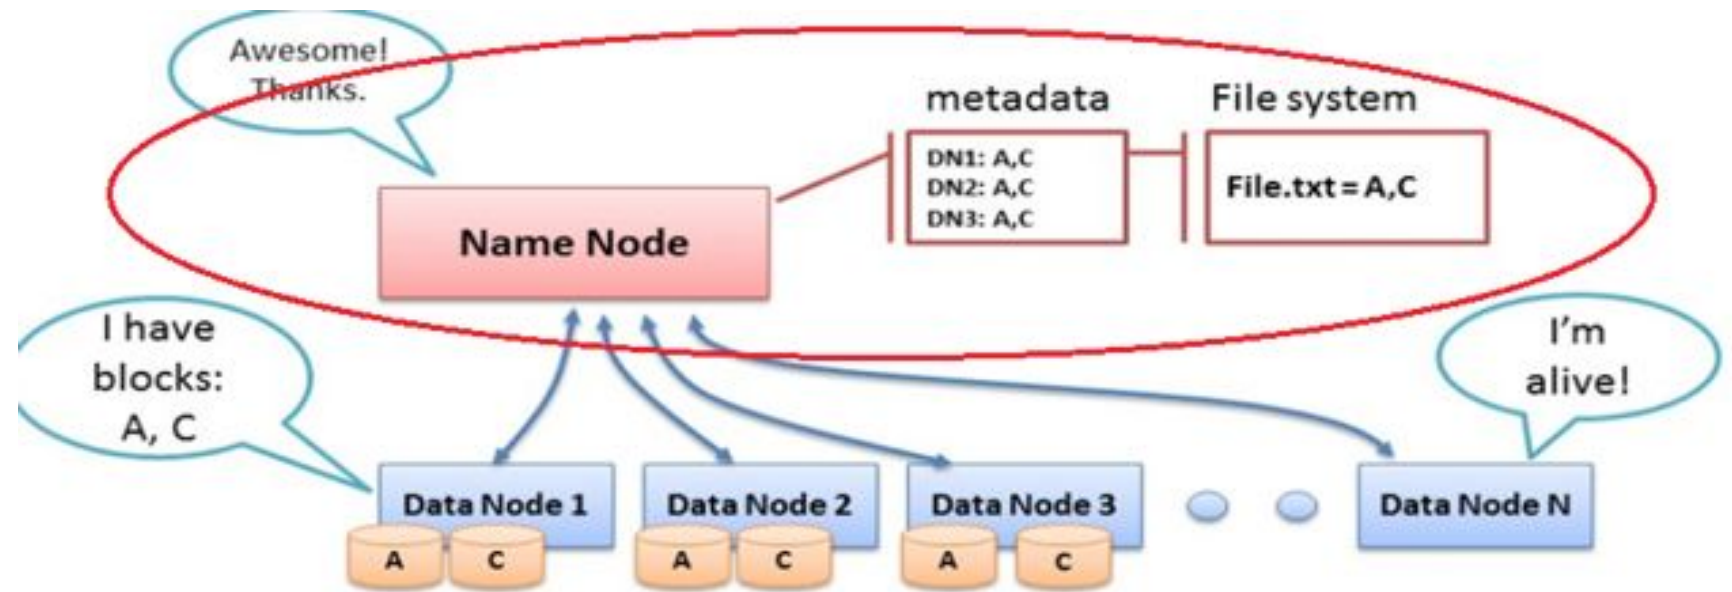 Awesome!
Thanks.
metadata
File system
DN1: A,C
DN2: A,C
DN3: A,C
File.txt = A,C
Name Node
I have
blocks:
A, C
I'm
alive!
Data Node 1
Data Node 2
Data Node 3
Data Node N
A
C
A
C
A
C